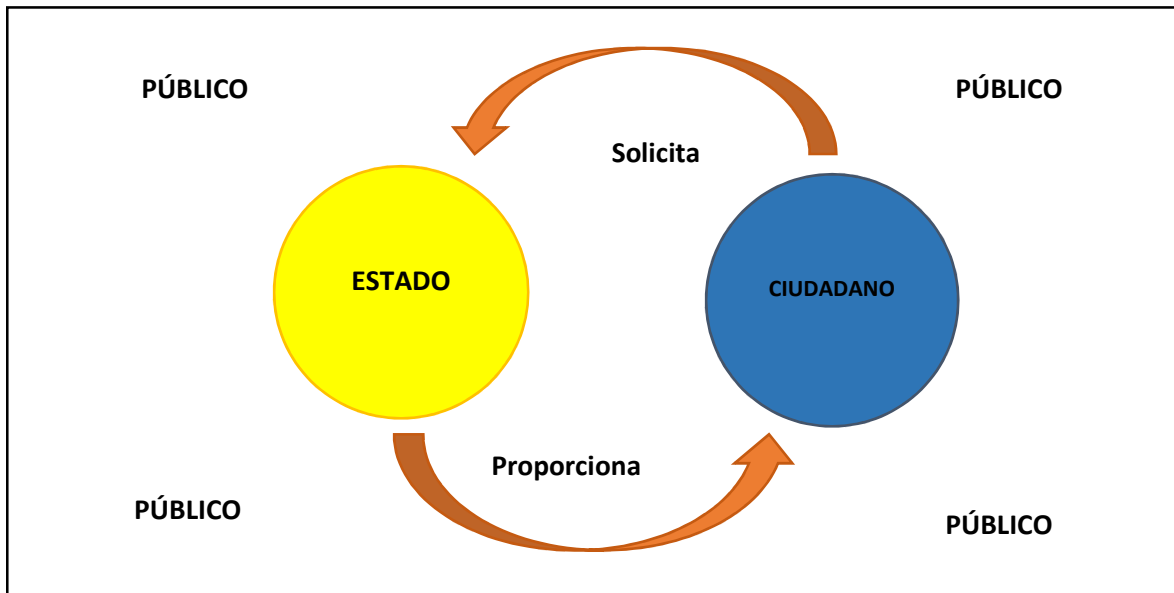 PÚBLICO
PÚBLICO
Solicita
ESTADO
CIUDADANO
Proporciona
PÚBLICO
PÚBLICO